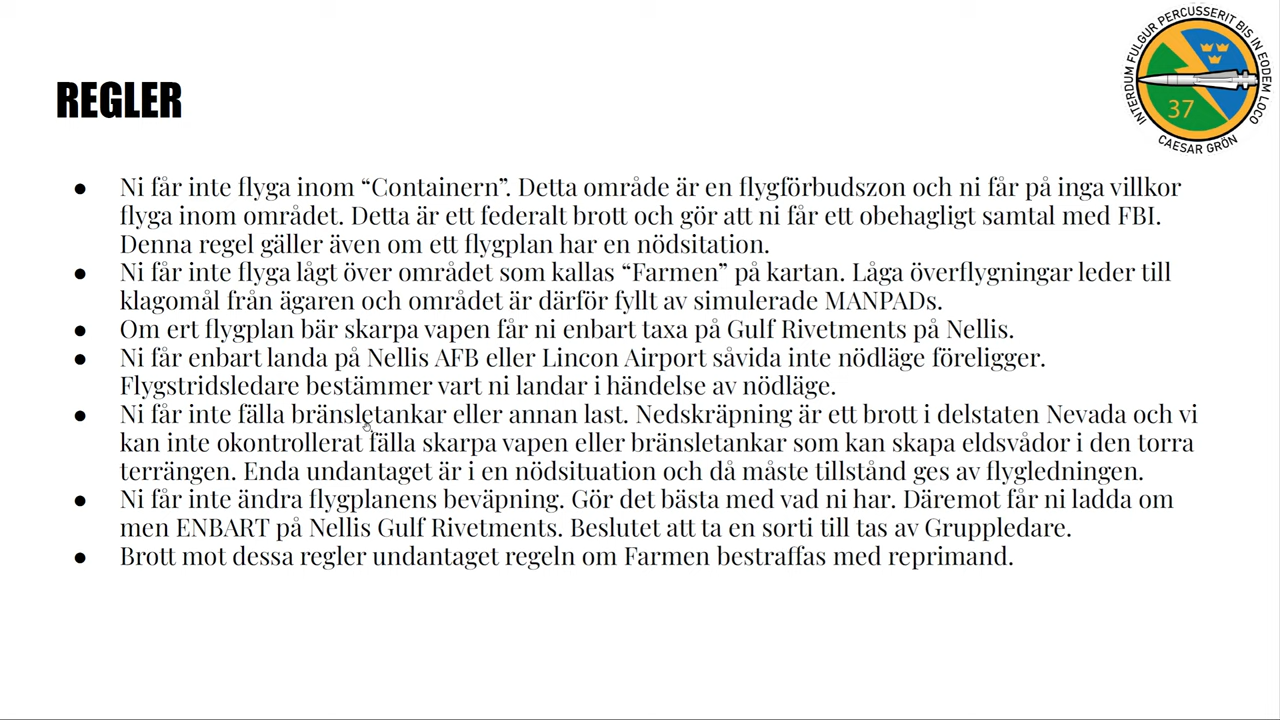 INTERDUM FULGUR PERCUSSERIT BIS IN EODEM LOCO
37
CAESAR GRÖN
REGLER
● Ni får inte flyga inom “Containern”. Detta område är en flygförbudszon och ni får på inga villkor
flyga inom området. Detta är ett federalt brott och gör att ni får ett obehagligt samtal med FBI.
Denna regel gäller även om ett flygplan har en nödsitation.
● Ni får inte flyga lågt över området som kallas “Farmen” på kartan. Låga överflygningar leder till
klagomål från ägaren och området är därför fyllt av simulerade MANPADs.
● Om ert flygplan bär skarpa vapen får ni enbart taxa på Gulf Rivetments på Nellis.
● Ni får enbart landa på Nellis AFB eller Lincon Airport såvida inte nödläge föreligger.
Flygstridsledare bestämmer vart ni landar i händelse av nödläge.
● Ni får inte fälla bränsletankar eller annan last. Nedskräpning är ett brott i delstaten Nevada och vi
kan inte okontrollerat fälla skarpa vapen eller bränsletankar som kan skapa eldsvådor i den torra
terrängen. Enda undantaget är i en nödsituation och då måste tillstånd ges av flygledningen.
● Ni får inte ändra flygplanens beväpning. Gör det bästa med vad ni har. Däremot får ni ladda om
men ENBART på Nellis Gulf Rivetments. Beslutet att ta en sorti till tas av Gruppledare.
● Brott mot dessa regler undantaget regeln om Farmen bestraffas med reprimand.